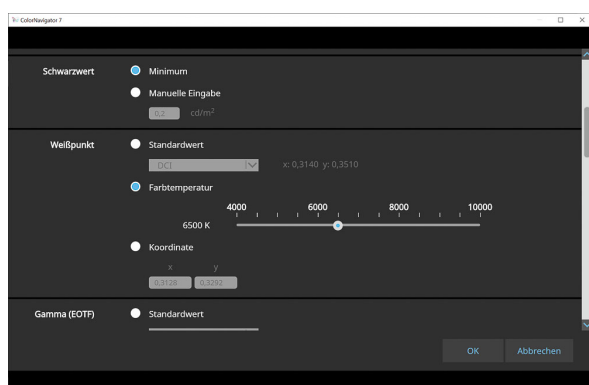 ColorNavigator 7
Schwarzwert Minimum
Manuelle Eingabe
0,2 cd/m²
Weißpunkt Standardwert
DCI x: 0,3140 y: 0,3510
Farbtemperatur
4000 6000 8000 10000
6500 K
Koordinate
x y
0,3128 0,3292
Gamma (EOTF) Standardwert
OK Abbrechen